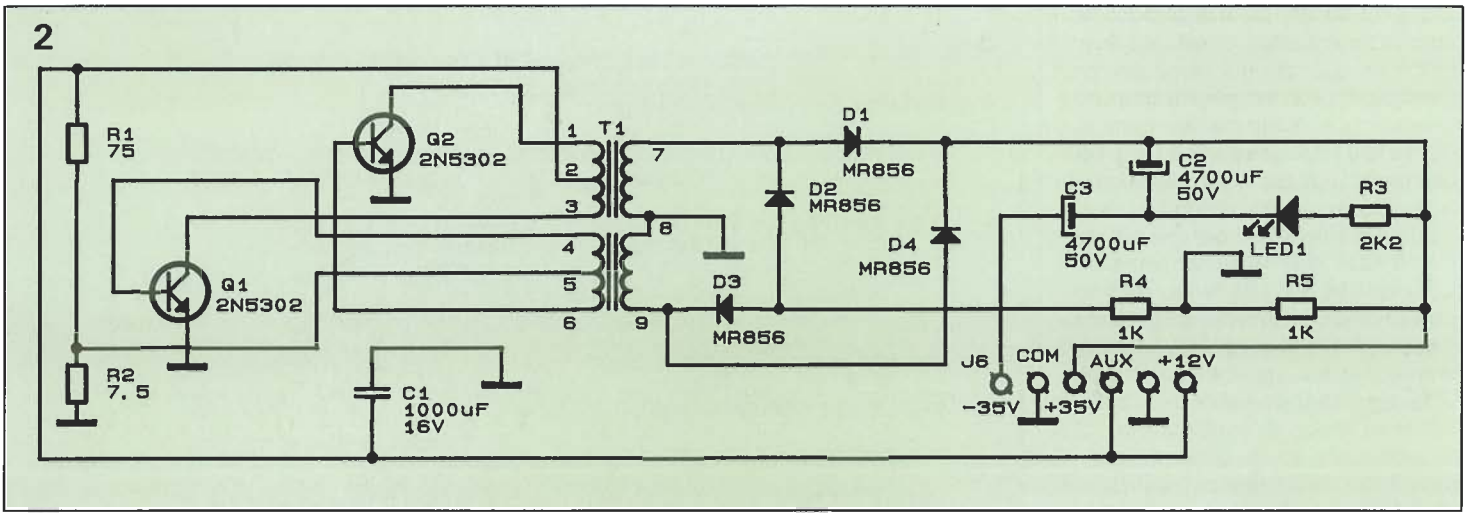 2
R1
75
Q2
2N5302
1
T1
7
2
3
8
4
5
6
9
Q1
2N5302
R2
7.5
C1
1000uF
16V
D1
MR856
D2
MR856
D3
MR856
D4
MR856
C2
4700uF
50V
C3
4700uF
50V
LED1
R3
2K2
R4
1K
R5
1K
J6
COM
AUX
+12V
-35V
+35V